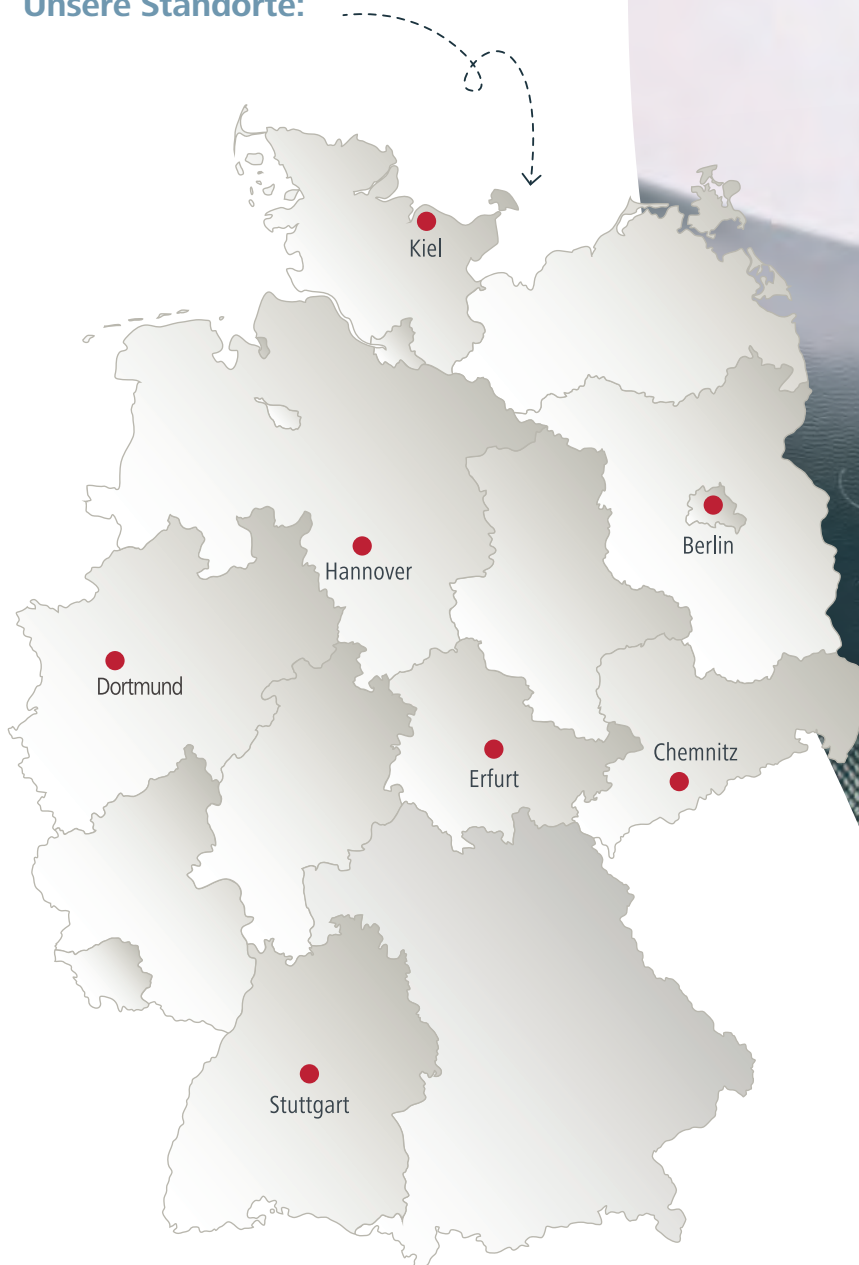 Unsere Standorte:
Kiel
Berlin
Hannover
Dortmund
Chemnitz
Erfurt
Stuttgart